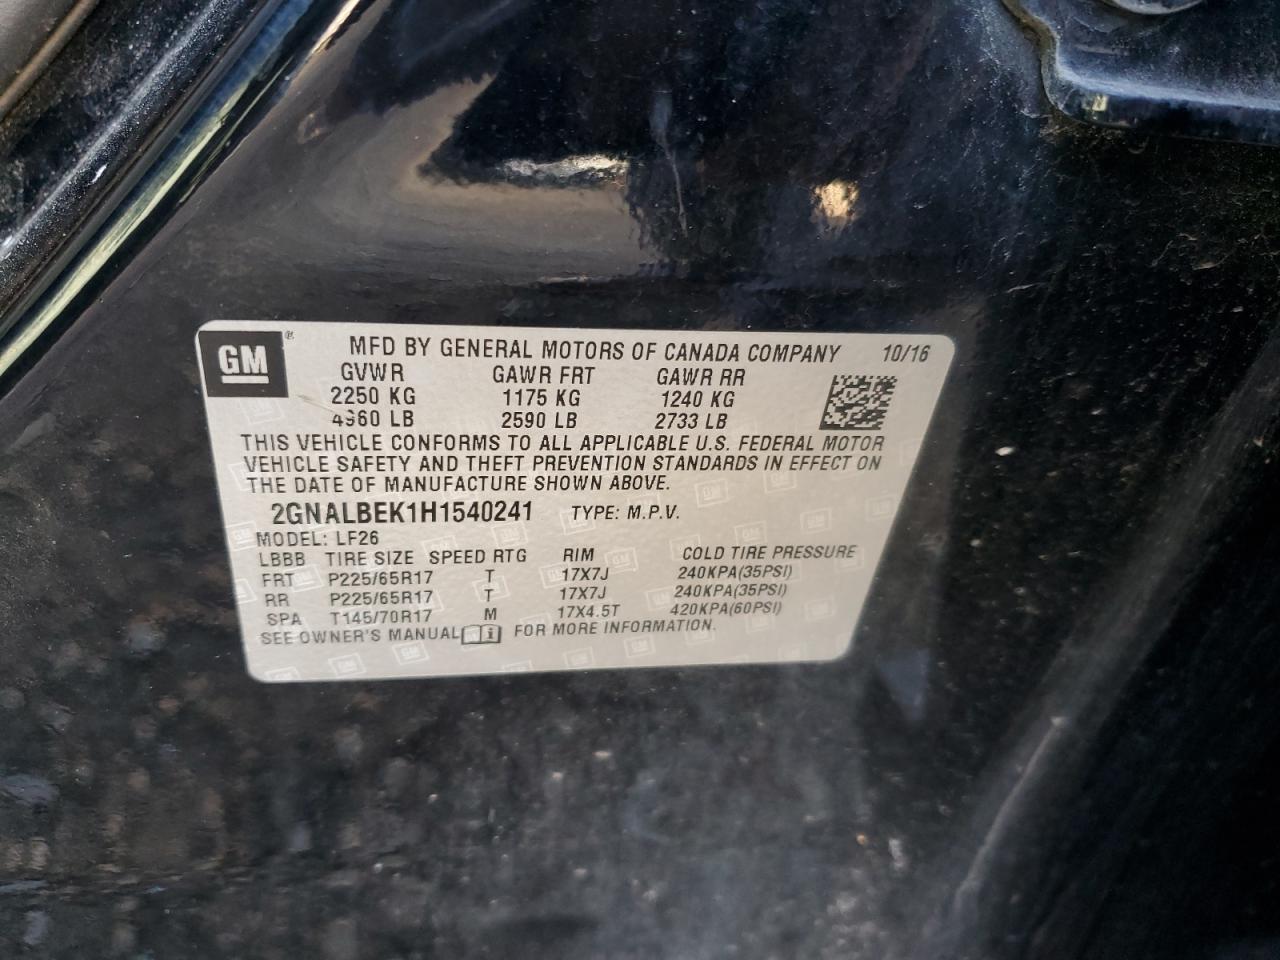 GM ® MFD BY GENERAL MOTORS OF CANADA COMPANY 10/16
GVWR GAWR FRT GAWR RR
2250 KG 1175 KG 1240 KG
4960 LB 2590 LB 2733 LB
THIS VEHICLE CONFORMS TO ALL APPLICABLE U.S. FEDERAL MOTOR
VEHICLE SAFETY AND THEFT PREVENTION STANDARDS IN EFFECT ON
THE DATE OF MANUFACTURE SHOWN ABOVE.
2GNALBEK1H1540241 TYPE: M.P.V.
MODEL: LF26
LBBB TIRE SIZE SPEED RTG RIM COLD TIRE PRESSURE
FRT P225/65R17 T 17X7J 240KPA(35PSI)
RR P225/65R17 T 17X7J 240KPA(35PSI)
SPA T145/70R17 M 17X4.5T 420KPA(60PSI)
SEE OWNER'S MANUAL i FOR MORE INFORMATION.